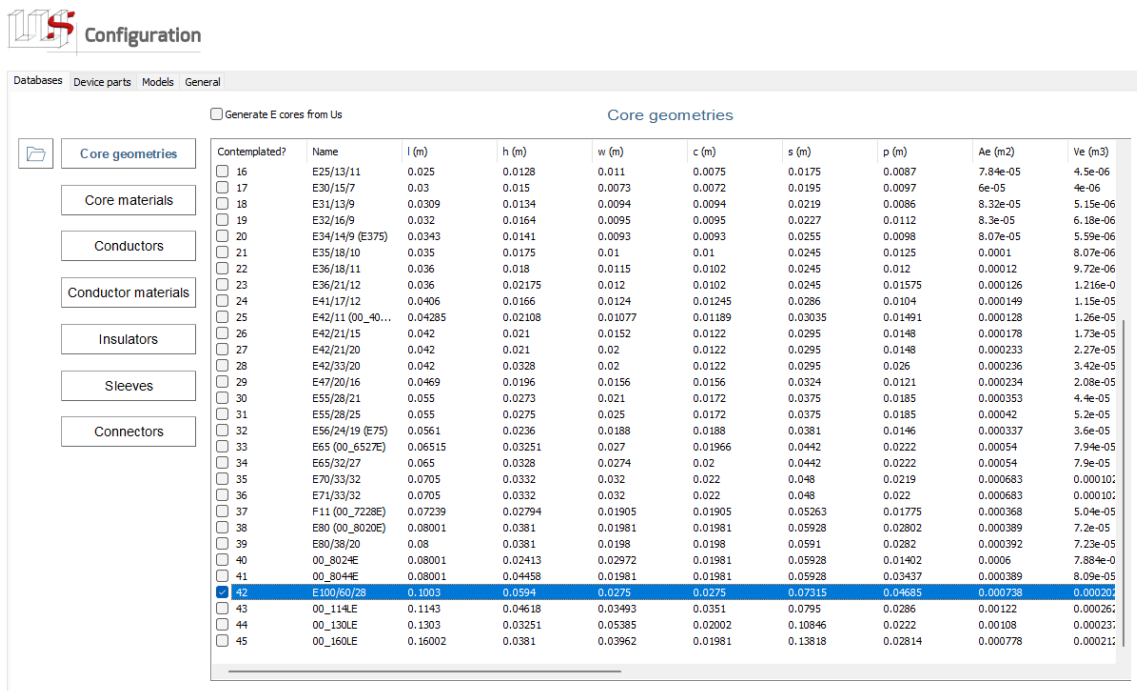 UIS Configuration
Databases Device parts Models General
Generate E cores from Us Core geometries
Core geometries
Core materials
Conductors
Conductor materials
Insulators
Sleeves
Connectors
Contemplated? Name l (m) h (m) w (m) c (m) s (m) p (m) Ae (m2) Ve (m3)
16 E25/13/11 0.025 0.0128 0.011 0.0075 0.0175 0.0087 7.84e-05 4.5e-06
17 E30/15/7 0.03 0.015 0.0073 0.0072 0.0195 0.0097 6e-05 4e-06
18 E31/13/9 0.0309 0.0134 0.0094 0.0094 0.0219 0.0086 8.32e-05 5.15e-06
19 E32/16/9 0.032 0.0164 0.0095 0.0095 0.0227 0.0112 8.3e-05 6.18e-06
20 E34/14/9 (E375) 0.0343 0.0141 0.0093 0.0093 0.0255 0.0098 8.07e-05 5.59e-06
21 E35/18/10 0.035 0.0175 0.01 0.01 0.0245 0.0125 0.0001 8.07e-06
22 E36/18/11 0.036 0.018 0.0115 0.0102 0.0245 0.012 0.00012 9.72e-06
23 E36/21/12 0.036 0.02175 0.012 0.0102 0.0245 0.01575 0.000126 1.216e-0
24 E41/17/12 0.0406 0.0166 0.0124 0.01245 0.0286 0.0104 0.000149 1.15e-05
25 E42/11 (00_40... 0.04285 0.02108 0.01077 0.01189 0.03035 0.01491 0.000128 1.26e-05
26 E42/21/15 0.042 0.021 0.0152 0.0122 0.0295 0.0148 0.000178 1.73e-05
27 E42/21/20 0.042 0.021 0.02 0.0122 0.0295 0.0148 0.000233 2.27e-05
28 E42/33/20 0.042 0.0328 0.02 0.0122 0.0295 0.026 0.000236 3.42e-05
29 E47/20/16 0.0469 0.0196 0.0156 0.0156 0.0324 0.0121 0.000234 2.08e-05
30 E55/28/21 0.055 0.0273 0.021 0.0172 0.0375 0.0185 0.000353 4.4e-05
31 E55/28/25 0.055 0.0275 0.025 0.0172 0.0375 0.0185 0.00042 5.2e-05
32 E56/24/19 (E75) 0.0561 0.0236 0.0188 0.0188 0.0381 0.0146 0.000337 3.6e-05
33 E65 (00_6527E) 0.06515 0.03251 0.027 0.01966 0.0442 0.0222 0.00054 7.94e-05
34 E65/32/27 0.065 0.0328 0.0274 0.02 0.0442 0.0222 0.00054 7.9e-05
35 E70/33/32 0.0705 0.0332 0.032 0.022 0.048 0.0219 0.000683 0.000102
36 E71/33/32 0.0705 0.0332 0.032 0.022 0.048 0.022 0.000683 0.000102
37 F11 (00_7228E) 0.07239 0.02794 0.01905 0.01905 0.05263 0.01775 0.000368 5.04e-05
38 E80 (00_8020E) 0.08001 0.0381 0.01981 0.01981 0.05928 0.02802 0.000389 7.2e-05
39 E80/38/20 0.08 0.0381 0.0198 0.0198 0.0591 0.0282 0.000392 7.23e-05
40 00_8024E 0.08001 0.02413 0.02972 0.01981 0.05928 0.01402 0.0006 7.884e-0
41 00_8044E 0.08001 0.04458 0.01981 0.01981 0.05928 0.03437 0.000389 8.09e-05
42 E100/60/28 0.1003 0.0594 0.0275 0.0275 0.07315 0.04685 0.000738 0.000202
43 00_114LE 0.1143 0.04618 0.03493 0.0351 0.0795 0.0286 0.00122 0.000262
44 00_130LE 0.1303 0.03251 0.05385 0.02002 0.10846 0.0222 0.00108 0.000237
45 00_160LE 0.16002 0.0381 0.03962 0.01981 0.13818 0.02814 0.000778 0.000212